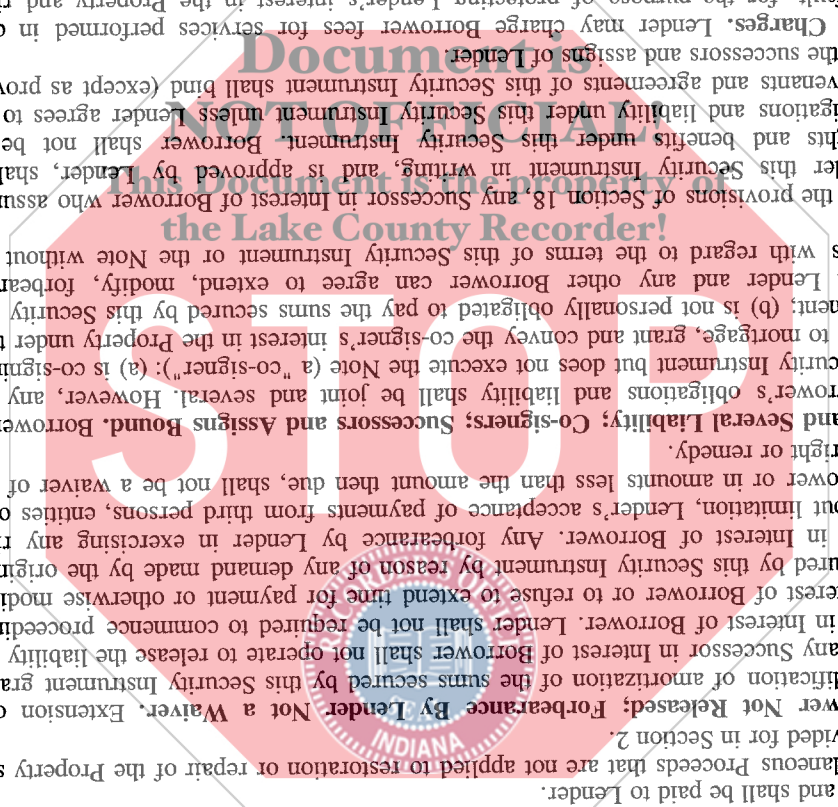 and shall be paid to Lender.
laneous Proceeds that are not applied to restoration or repair of the Property s
vided for in Section 2.
wer Not Released; Forbearance By Lender Not a Waiver. Extension o
dification of amortization of the sums secured by this Security Instrument gra
any Successor in Interest of Borrower shall not operate to release the liability
in Interest of Borrower. Lender shall not be required to commence proceedi
erest of Borrower or to refuse to extend time for payment or otherwise modi
ured by this Security Instrument by reason of any demand made by the origin
in Interest of Borrower. Any forbearance by Lender in exercising any ri
out limitation, Lender's acceptance of payments from third persons, entities o
ower or in amounts less than the amount then due, shall not be a waiver of
right or remedy.
and Several Liability; Co-signers; Successors and Assigns Bound. Borrowe
rrower's obligations and liability shall be joint and several. However, any
curity Instrument but does not execute the Note (a "co-signer"): (a) is co-signin
to mortgage, grant and convey the co-signer's interest in the Property under t
ment; (b) is not personally obligated to pay the sums secured by this Security
Lender and any other Borrower can agree to extend, modify, forbear
s with regard to the terms of this Security Instrument or the Note without
the provisions of Section 18, any Successor in Interest of Borrower who assu
der this Security Instrument in writing, and is approved by Lender, shal
hts and benefits under this Security Instrument. Borrower shall not be
igations and liability under this Security Instrument unless Lender agrees to
venants and agreements of this Security Instrument shall bind (except as prov
the successors and assigns of Lender.
Charges. Lender may charge Borrower fees for services performed in
ult for the purpose of protecting Lender's interest in the Property and ri
Document is
NOT OFFICIAL!
This Document is the property of
the Lake County Recorder!
STOP
RECORDER'S OFFICE
SEAL
INDIANA